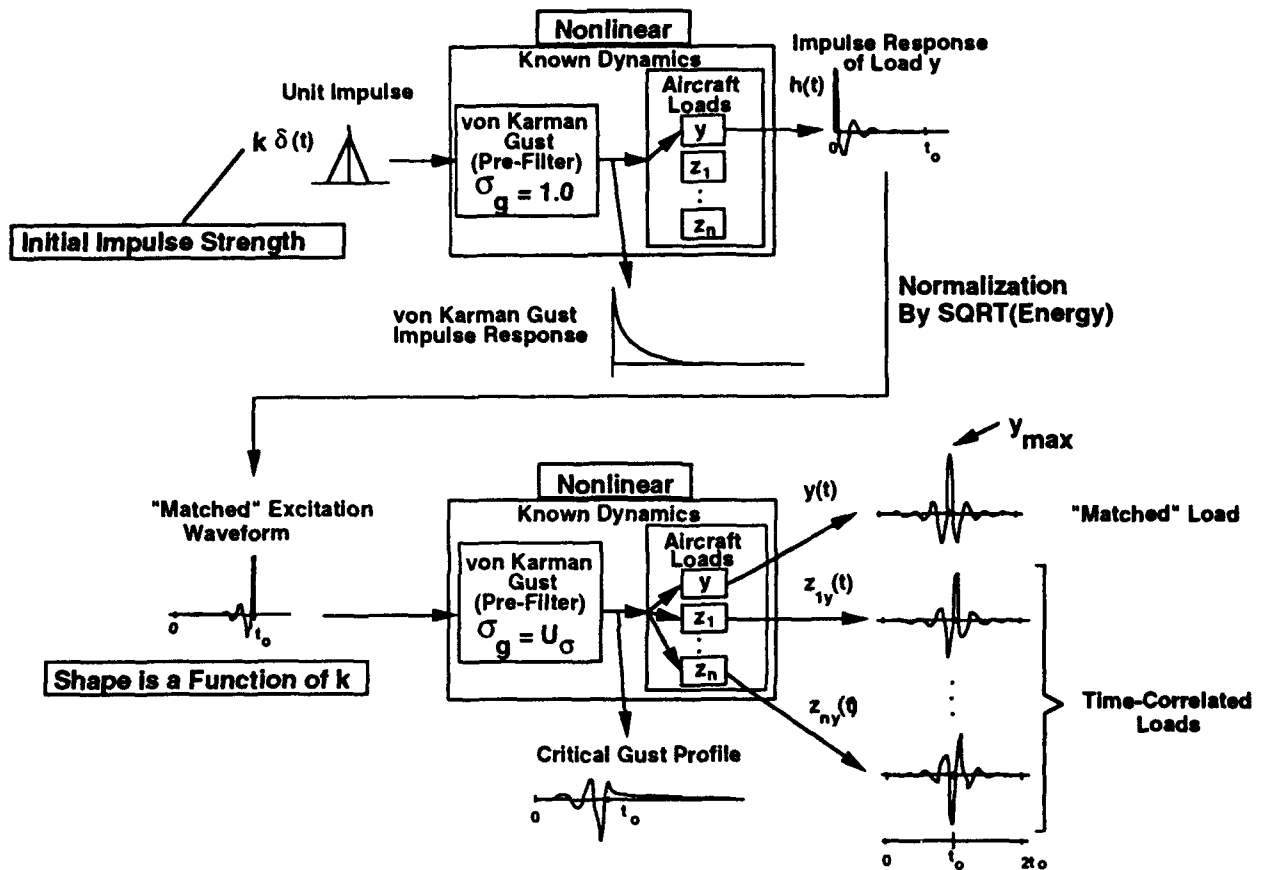 Nonlinear
Known Dynamics
Unit Impulse
k δ(t)
Initial Impulse Strength
von Karman
Gust
(Pre-Filter)
σg = 1.0
Aircraft
Loads
y
z1
⋮
zn
Impulse Response
of Load y
h(t)
0
to
von Karman Gust
Impulse Response
Normalization
By SQRT(Energy)
"Matched" Excitation
Waveform
0
to
Shape is a Function of k
Nonlinear
Known Dynamics
von Karman
Gust
(Pre-Filter)
σg = Uσ
Aircraft
Loads
y
z1
⋮
zn
Critical Gust Profile
0
to
y(t)
z1y(t)
zny(t)
ymax
"Matched" Load
Time-Correlated
Loads
0
to
2to